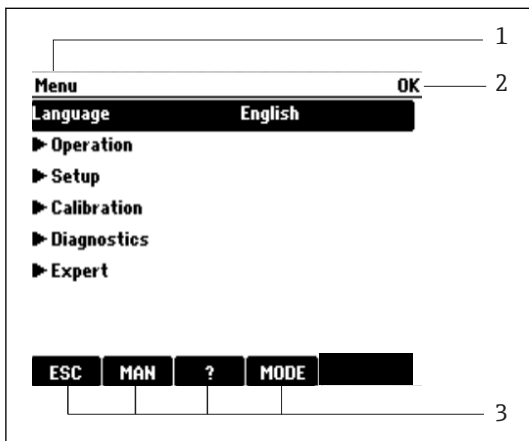 1
Menu OK 2
Language English
Operation
Setup
Calibration
Diagnostics
Expert
ESC MAN ? MODE
3